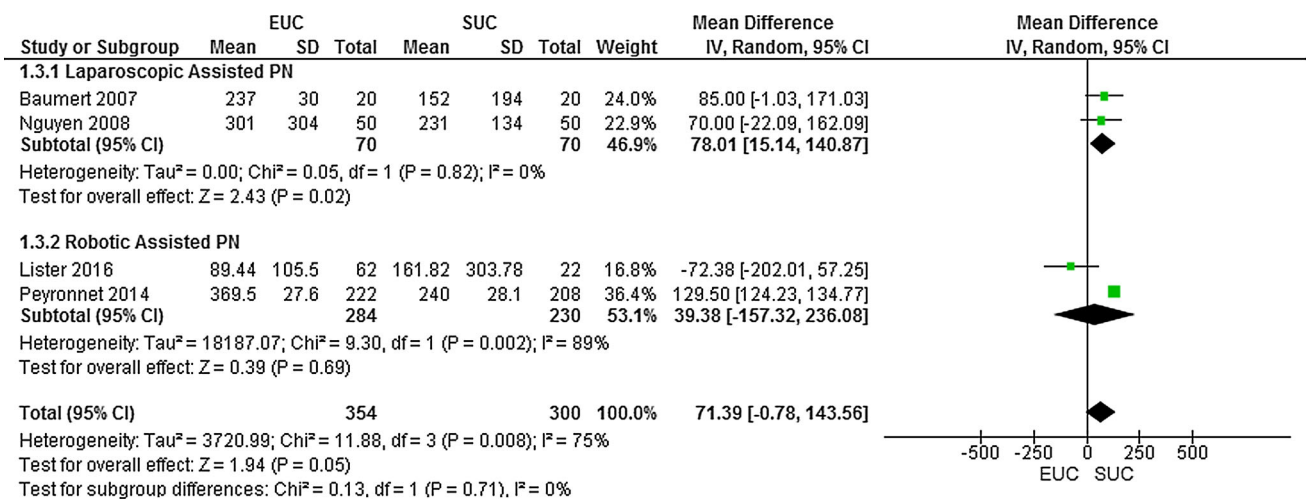 EUC SUC Mean Difference Mean Difference
Study or Subgroup Mean SD Total Mean SD Total Weight IV, Random, 95% CI IV, Random, 95% CI
1.3.1 Laparoscopic Assisted PN
Baumert 2007 237 30 20 152 194 20 24.0% 85.00 [-1.03, 171.03]
Nguyen 2008 301 304 50 231 134 50 22.9% 70.00 [-22.09, 162.09]
Subtotal (95% CI) 70 70 46.9% 78.01 [15.14, 140.87]
Heterogeneity: Tau² = 0.00; Chi² = 0.05, df = 1 (P = 0.82); I² = 0%
Test for overall effect: Z = 2.43 (P = 0.02)
1.3.2 Robotic Assisted PN
Lister 2016 89.44 105.5 62 161.82 303.78 22 16.8% -72.38 [-202.01, 57.25]
Peyronnet 2014 369.5 27.6 222 240 28.1 208 36.4% 129.50 [124.23, 134.77]
Subtotal (95% CI) 284 230 53.1% 39.38 [-157.32, 236.08]
Heterogeneity: Tau² = 18187.07; Chi² = 9.30, df = 1 (P = 0.002); I² = 89%
Test for overall effect: Z = 0.39 (P = 0.69)
Total (95% CI) 354 300 100.0% 71.39 [-0.78, 143.56]
Heterogeneity: Tau² = 3720.99; Chi² = 11.88, df = 3 (P = 0.008); I² = 75%
Test for overall effect: Z = 1.94 (P = 0.05)
Test for subgroup differences: Chi² = 0.13, df = 1 (P = 0.71), I² = 0%
-500 -250 0 250 500
EUC SUC